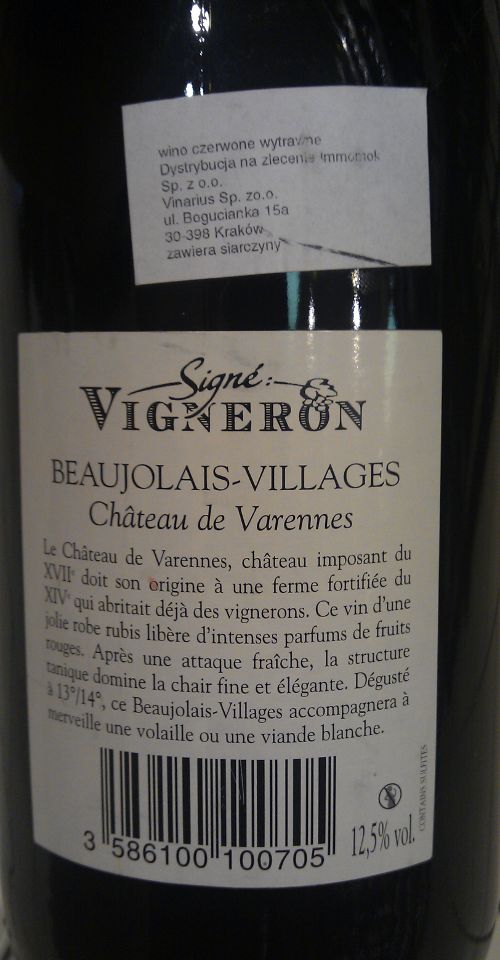 wino czerwone wytrawne
Dystrybucja na zlecenie Immomok
Sp. z o.o.
Vinarius Sp. zo.o.
ul. Bogucianka 15a
30-398 Kraków
zawiera siarczyny
Signé:
VIGNERON
BEAUJOLAIS-VILLAGES
Château de Varennes
Le Château de Varennes, château imposant du
XVIIe doit son origine à une ferme fortifiée du
XIVe qui abritait déjà des vignerons. Ce vin d'une
jolie robe rubis libère d'intenses parfums de fruits
rouges. Après une attaque fraîche, la structure
tanique domine la chair fine et élégante. Dégusté
à 13°/14°, ce Beaujolais-Villages accompagnera à
merveille une volaille ou une viande blanche.
3 586100 100705
12,5% vol.
CONTAINS SULFITES